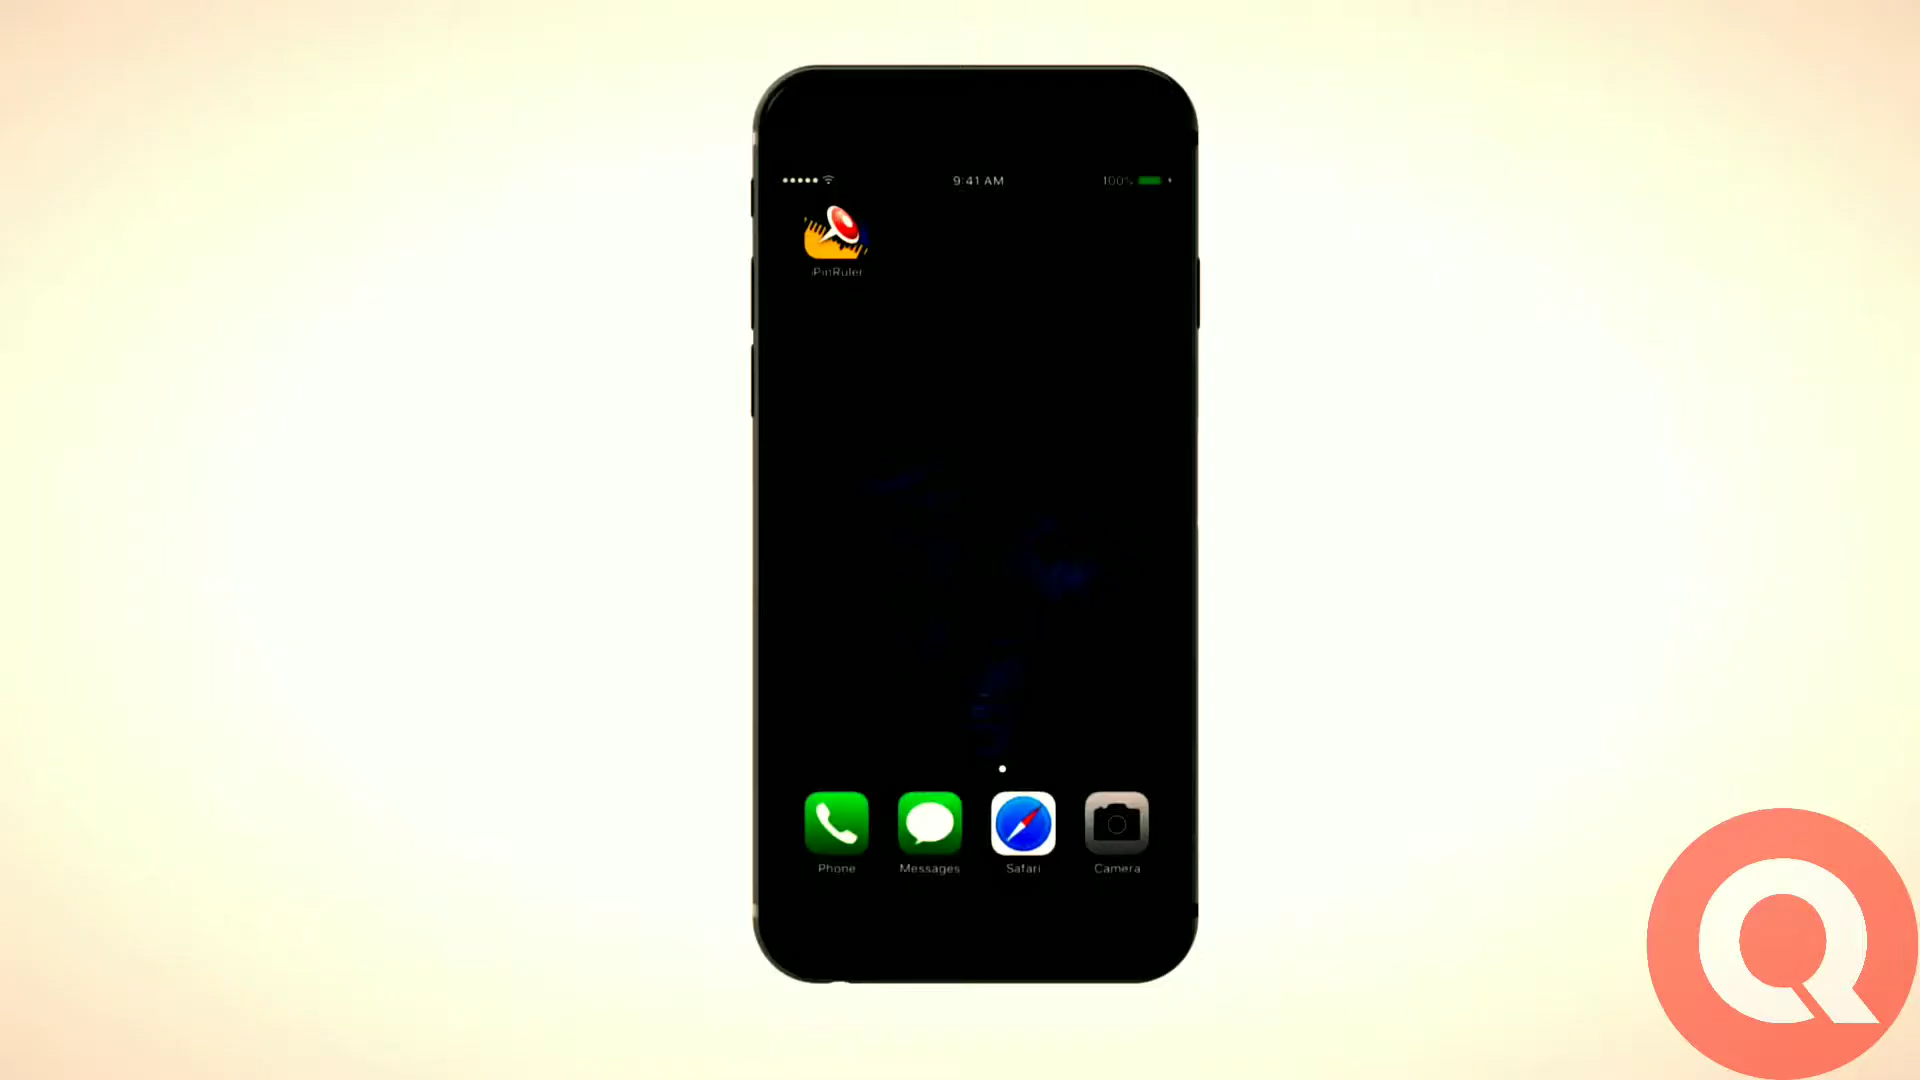 9:41 AM
100%
iPinRuler
Phone
Messages
Safari
Camera
Q